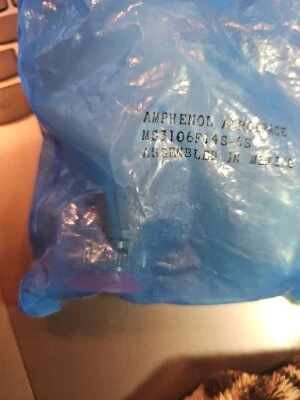 AMPHENOL AEROSPACE
MS3106F14S-6S
ASSEMBLED IN MEXICO